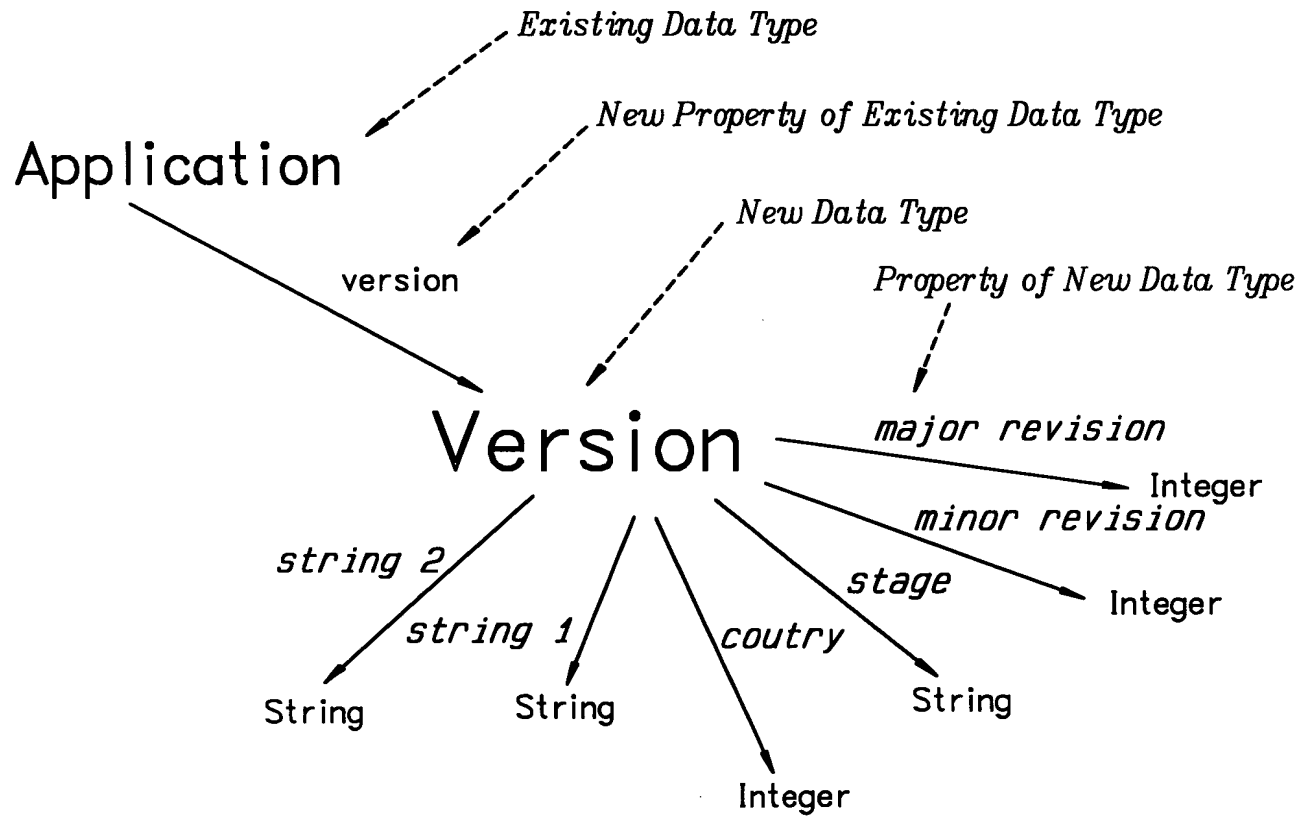 Existing Data Type
New Property of Existing Data Type
Application
New Data Type
version
Property of New Data Type
Version
major revision
Integer
minor revision
string 2
stage
Integer
string 1
coutry
String
String
String
Integer